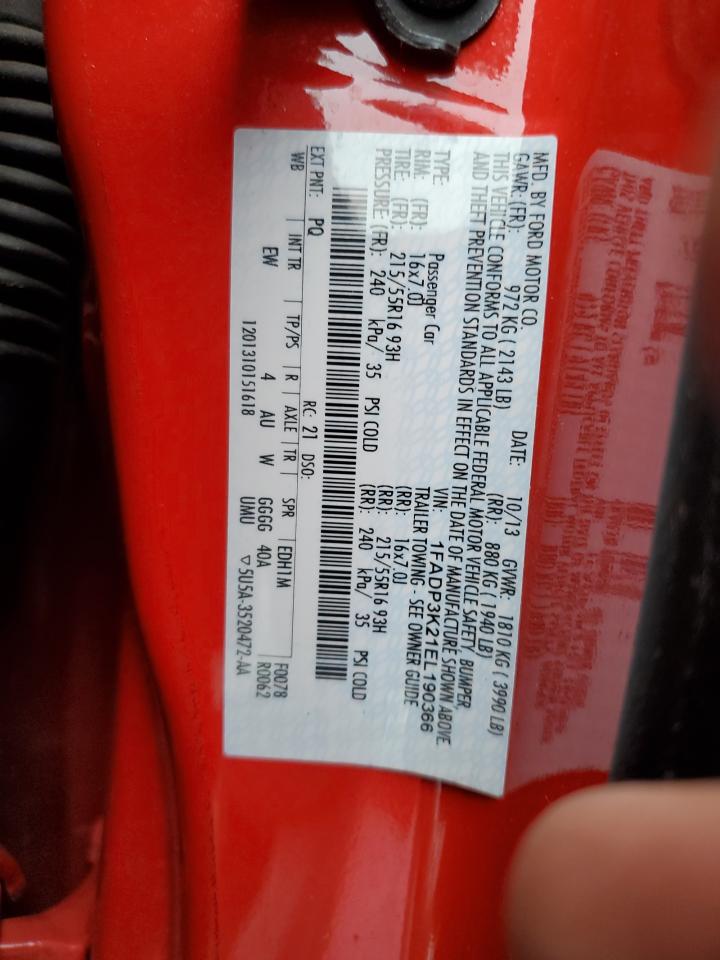 MFD. BY FORD MOTOR CO.
DATE: 10/13 GVWR: 1810 KG ( 3990 LB)
GAWR: (FR): 972 KG ( 2143 LB) (RR): 880 KG ( 1940 LB)
THIS VEHICLE CONFORMS TO ALL APPLICABLE FEDERAL MOTOR VEHICLE SAFETY, BUMPER,
AND THEFT PREVENTION STANDARDS IN EFFECT ON THE DATE OF MANUFACTURE SHOWN ABOVE.
VIN: 1FADP3K21EL190366
TYPE: Passenger Car TRAILER TOWING - SEE OWNER GUIDE
RIM: (FR): 16x7.0J (RR): 16x7.0J
TIRE: (FR): 215/55R16 93H (RR): 215/55R16 93H
PRESSURE: (FR): 240 kPa/ 35 PSI COLD (RR): 240 kPa/ 35 PSI COLD
EXT PNT: PQ RC: 21 DSO: F0078
WB INT TR TP/PS R AXLE TR SPR EDH1M R0062
EW 4 AU W GGGG 40A
1201310151618 UMU ▽5U5A-3520472-AA